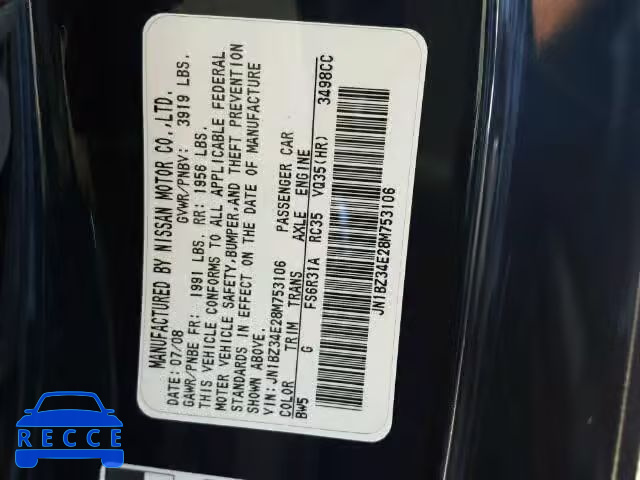 MANUFACTURED BY NISSAN MOTOR CO.,LTD.
DATE: 07/08 GVWR/PNBV: 3919 LBS.
GAWR/PNBE FR: 1991 LBS. RR: 1956 LBS.
THIS VEHICLE CONFORMS TO ALL APPLICABLE FEDERAL
MOTOR VEHICLE SAFETY,BUMPER,AND THEFT PREVENTION
STANDARDS IN EFFECT ON THE DATE OF MANUFACTURE
SHOWN ABOVE.
VIN: JN1BZ34E28M753106 PASSENGER CAR
COLOR TRIM TRANS AXLE ENGINE
BW5 G FS6R31A RC35 VQ35(HR) 3498CC
JN1BZ34E28M753106
RECCE